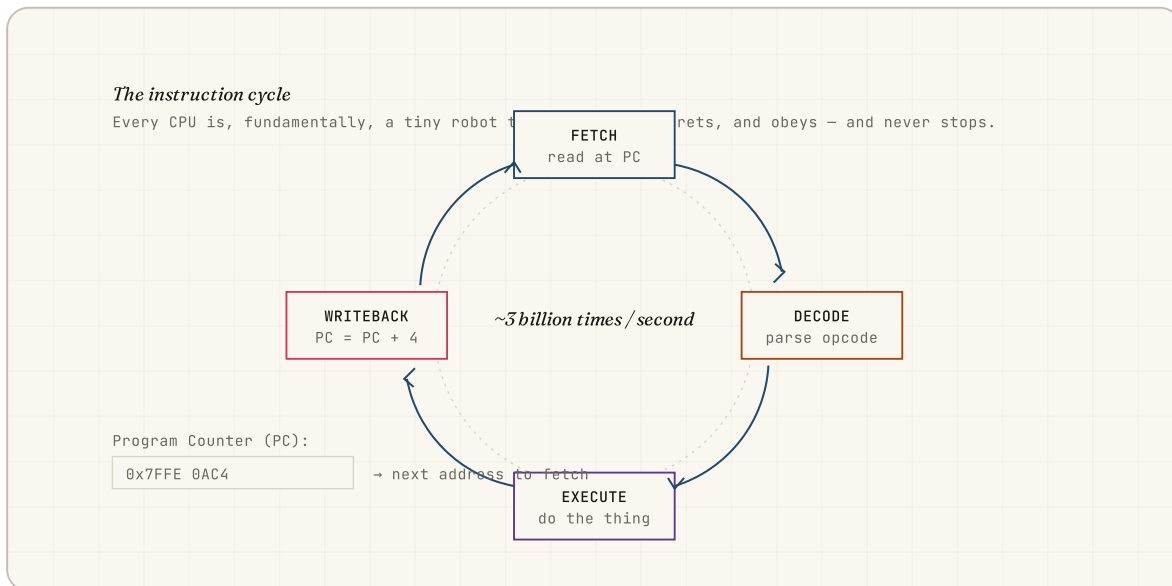 The instruction cycle
Every CPU is, fundamentally, a tiny robot rets, and obeys — and never stops.
FETCH
read at PC
WRITEBACK
PC = PC + 4
~3 billion times / second
DECODE
parse opcode
Program Counter (PC):
0x7FFE 0AC4
→ next address to fetch
EXECUTE
do the thing